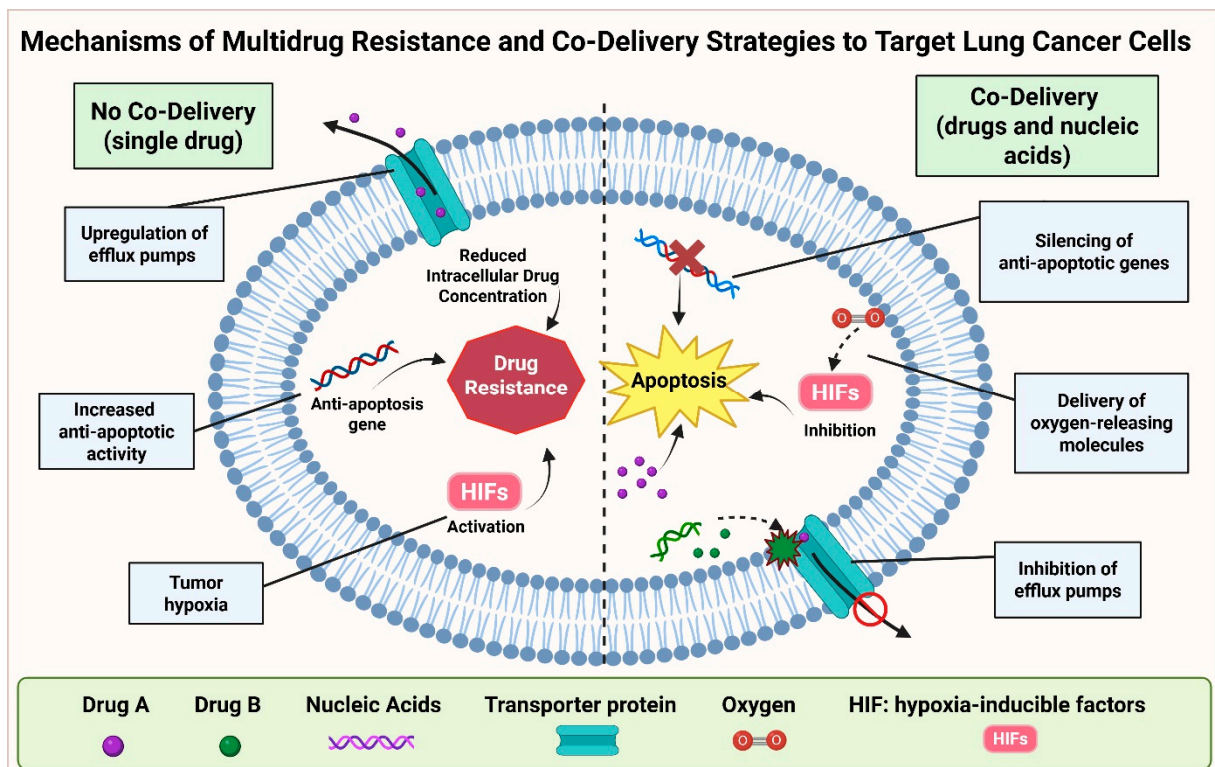 Mechanisms of Multidrug Resistance and Co-Delivery Strategies to Target Lung Cancer Cells
No Co-Delivery
(single drug)
Upregulation of
efflux pumps
Reduced
Intracellular Drug
Concentration
Drug
Resistance
Anti-apoptosis
gene
Increased
anti-apoptotic
activity
HIFs
Activation
Tumor
hypoxia
Co-Delivery
(drugs and nucleic
acids)
Silencing of
anti-apoptotic genes
O O
Apoptosis
HIFs
Inhibition
Delivery of
oxygen-releasing
molecules
Inhibition of
efflux pumps
Drug A
Drug B
Nucleic Acids
Transporter protein
Oxygen
O O
HIF: hypoxia-inducible factors
HIFs